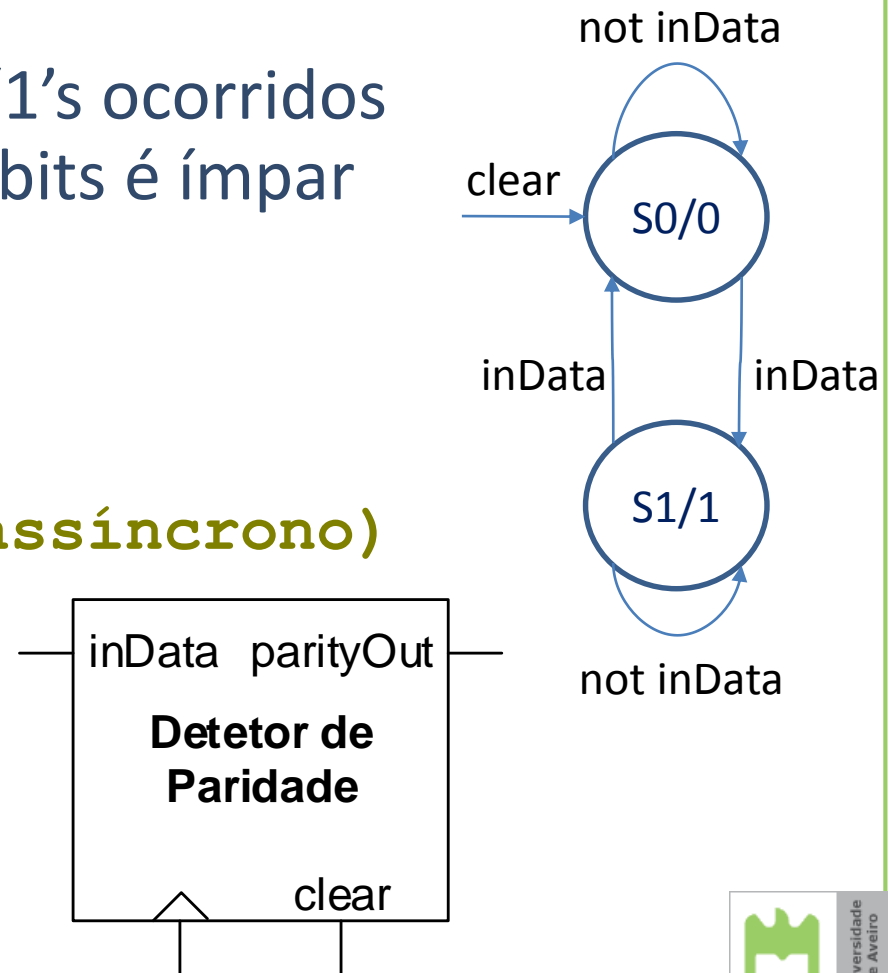 not inData
'1's ocorridos
bits é ímpar
clear
S0/0
inData
inData
assíncrono)
S1/1
inData parityOut
not inData
Detetor de
Paridade
clear